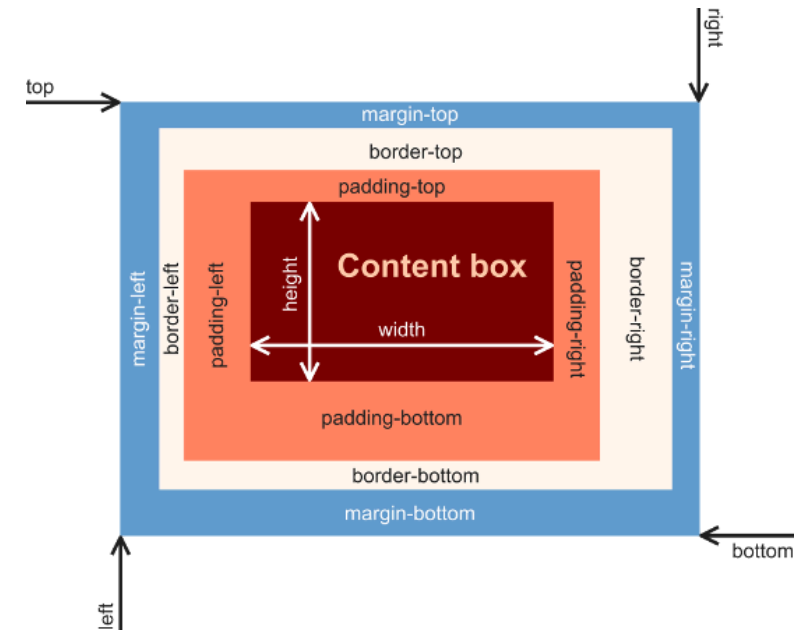 right
top
margin-top
border-top
padding-top
margin-left
border-left
padding-left
height
Content box
width
padding-right
border-right
margin-right
padding-bottom
border-bottom
margin-bottom
bottom
left